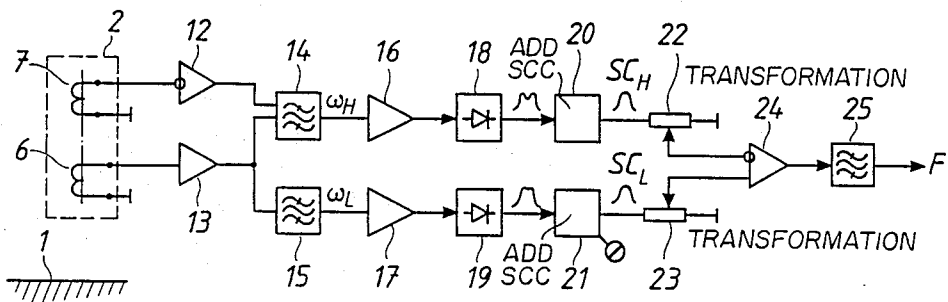 2
7
12
14
16
18
ADD
SCC
20
SC_H
22
TRANSFORMATION
24
25
ω_H
F
6
13
15
ω_L
17
19
ADD
SCC
21
SC_L
23
TRANSFORMATION
1